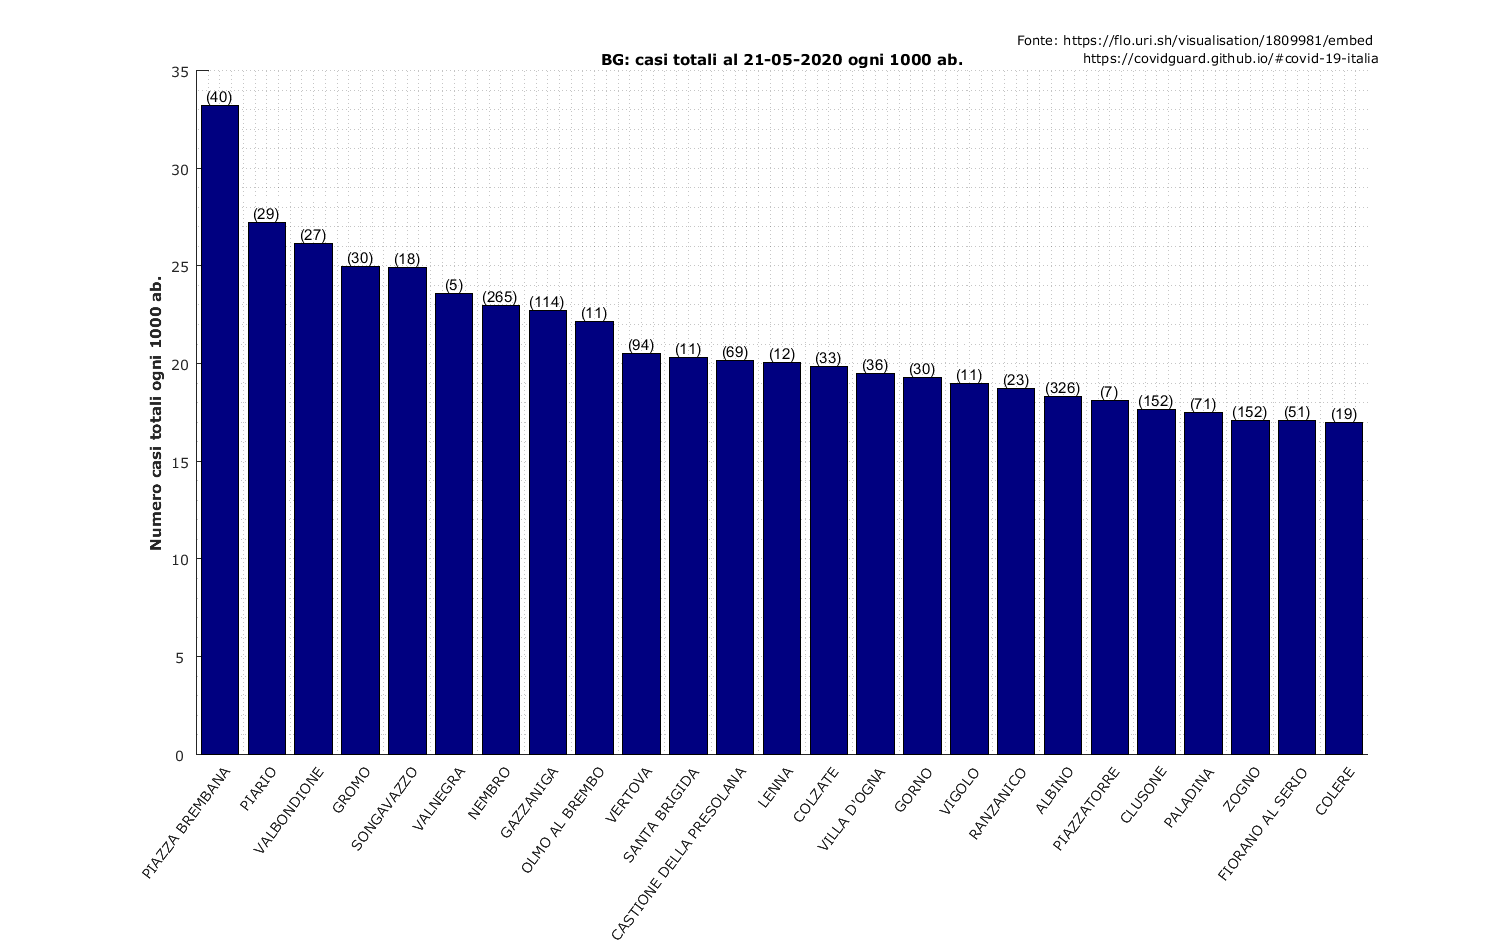 Fonte: https://flo.uri.sh/visualisation/1809981/embed
https://covidguard.github.io/#covid-19-italia
BG: casi totali al 21-05-2020 ogni 1000 ab.
Numero casi totali ogni 1000 ab.
35
30
25
20
15
10
5
0
(40)
(29)
(27)
(30)
(18)
(5)
(265)
(114)
(11)
(94)
(11)
(69)
(12)
(33)
(36)
(30)
(11)
(23)
(326)
(7)
(152)
(71)
(152)
(51)
(19)
PIAZZA BREMBANA
PIARIO
VALBONDIONE
GROMO
SONGAVAZZO
VALNEGRA
NEMBRO
GAZZANIGA
OLMO AL BREMBO
VERTOVA
SANTA BRIGIDA
CASTIONE DELLA PRESOLANA
LENNA
COLZATE
VILLA D'OGNA
GORNO
VIGOLO
RANZANICO
ALBINO
PIAZZATORRE
CLUSONE
PALADINA
ZOGNO
FIORANO AL SERIO
COLERE